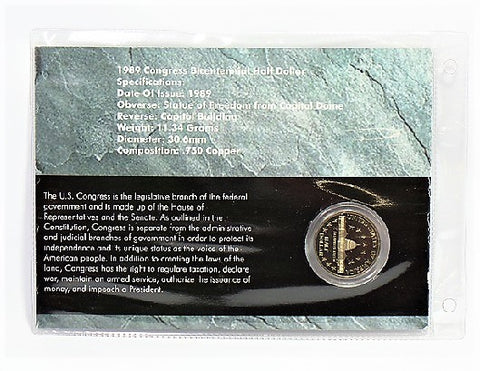 1989 Congress Bicentennial Half Dollar
Specifications:
Date Of Issue: 1989
Obverse: Statue of Freedom from Capitol Dome
Reverse: Capitol Building
Weight: 11.34 Grams
Diameter: 30.6mm
Composition: .750 Copper
The U.S. Congress is the legislative branch of the federal
government and is made up of the House of
Representatives and the Senate. As outlined in the
Constitution, Congress is separate from the administrative
and judicial branches of government in order to protect its
independence and its unique status as the voice of the
American people. In addition to creating the laws of the
land, Congress has the right to regulate taxation, declare
war, maintain an armed service, authorize the issuance of
money, and impeach a President.